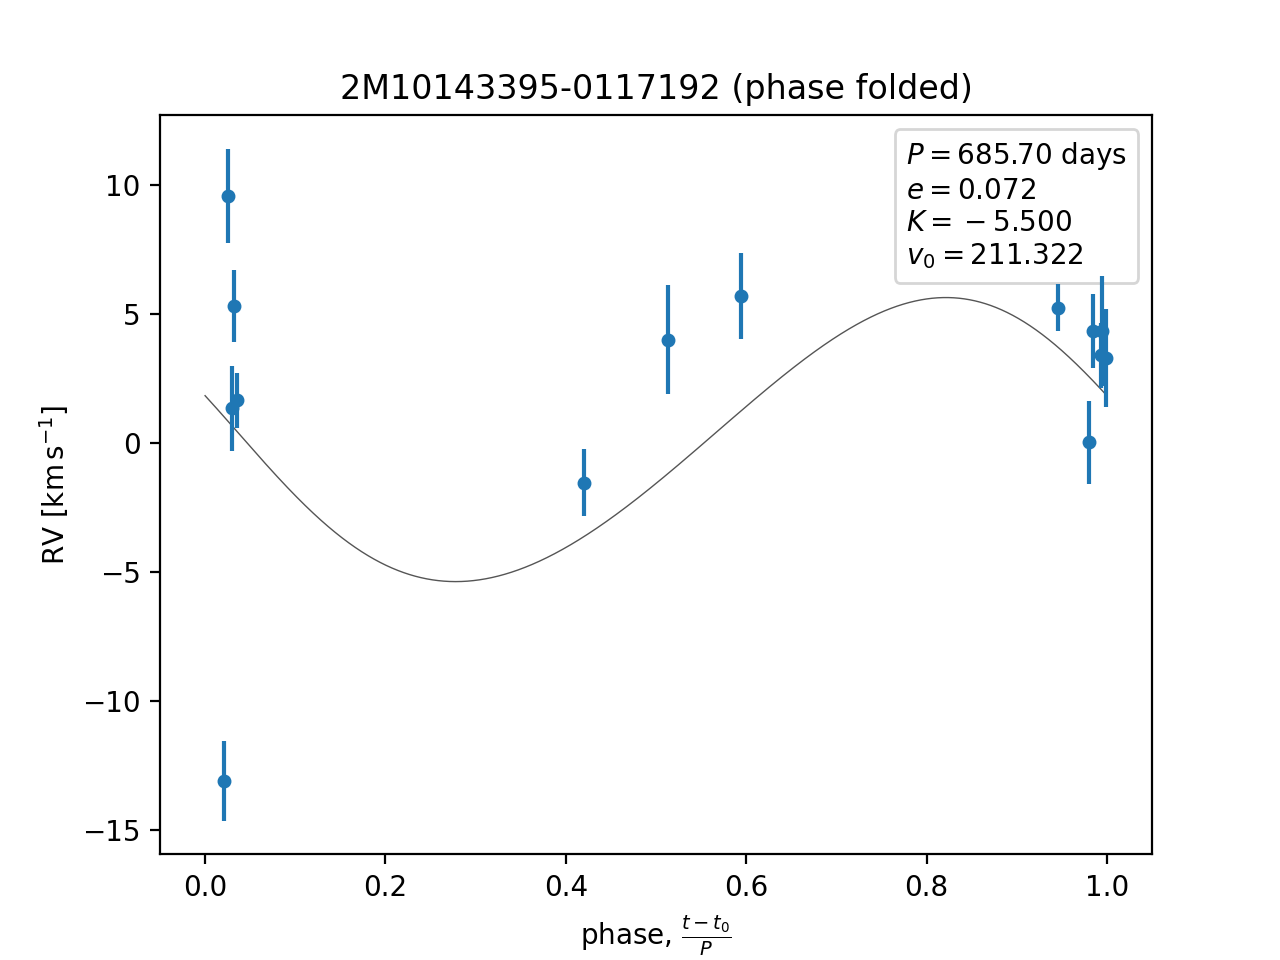 2M10143395-0117192 (phase folded)
P = 685.70 days
e = 0.072
K = −5.500
v₀ = 211.322
10
5
0
−5
−10
−15
RV [km s⁻¹]
0.0 0.2 0.4 0.6 0.8 1.0
phase, (t − t₀)/P